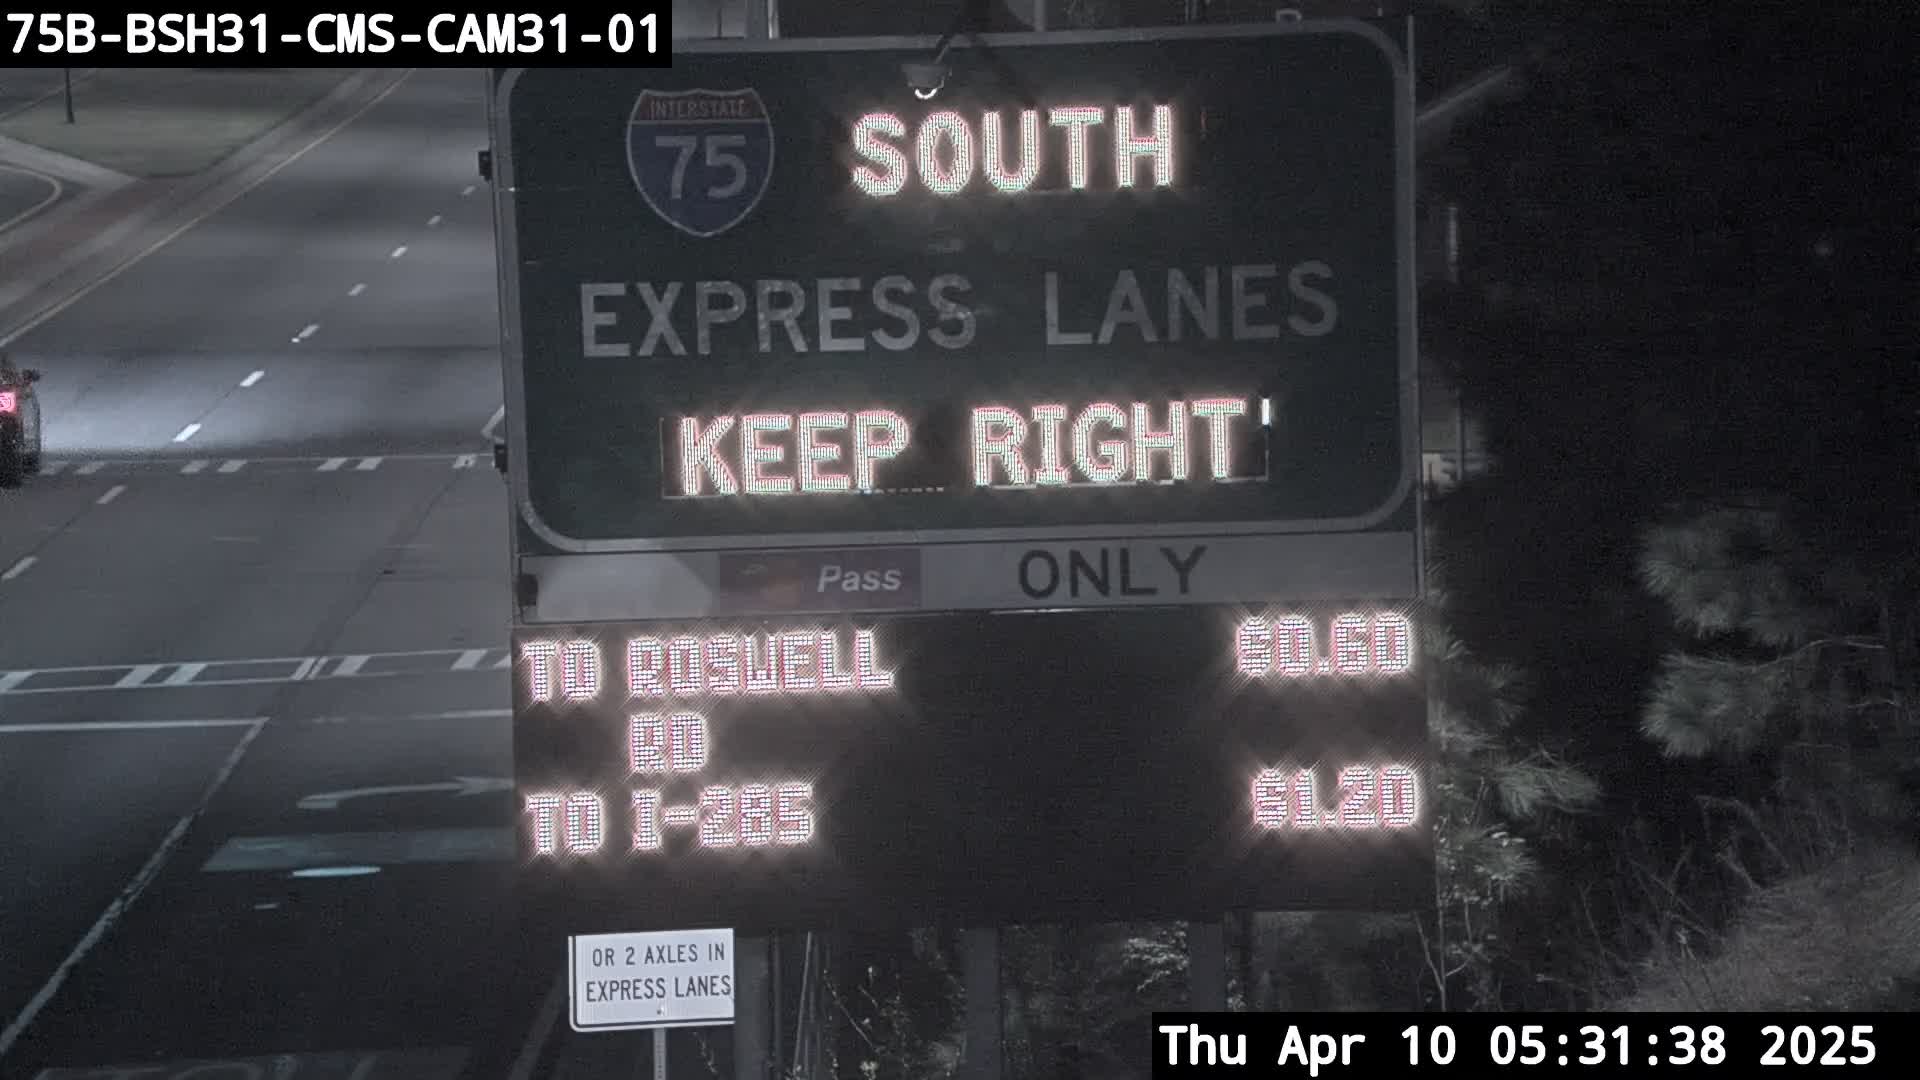 75B-BSH31-CMS-CAM31-01
INTERSTATE
75
SOUTH
EXPRESS LANES
KEEP RIGHT
Pass ONLY
TO ROSWELL $0.60
RD
TO I-285 $1.20
OR 2 AXLES IN
EXPRESS LANES
Thu Apr 10 05:31:38 2025